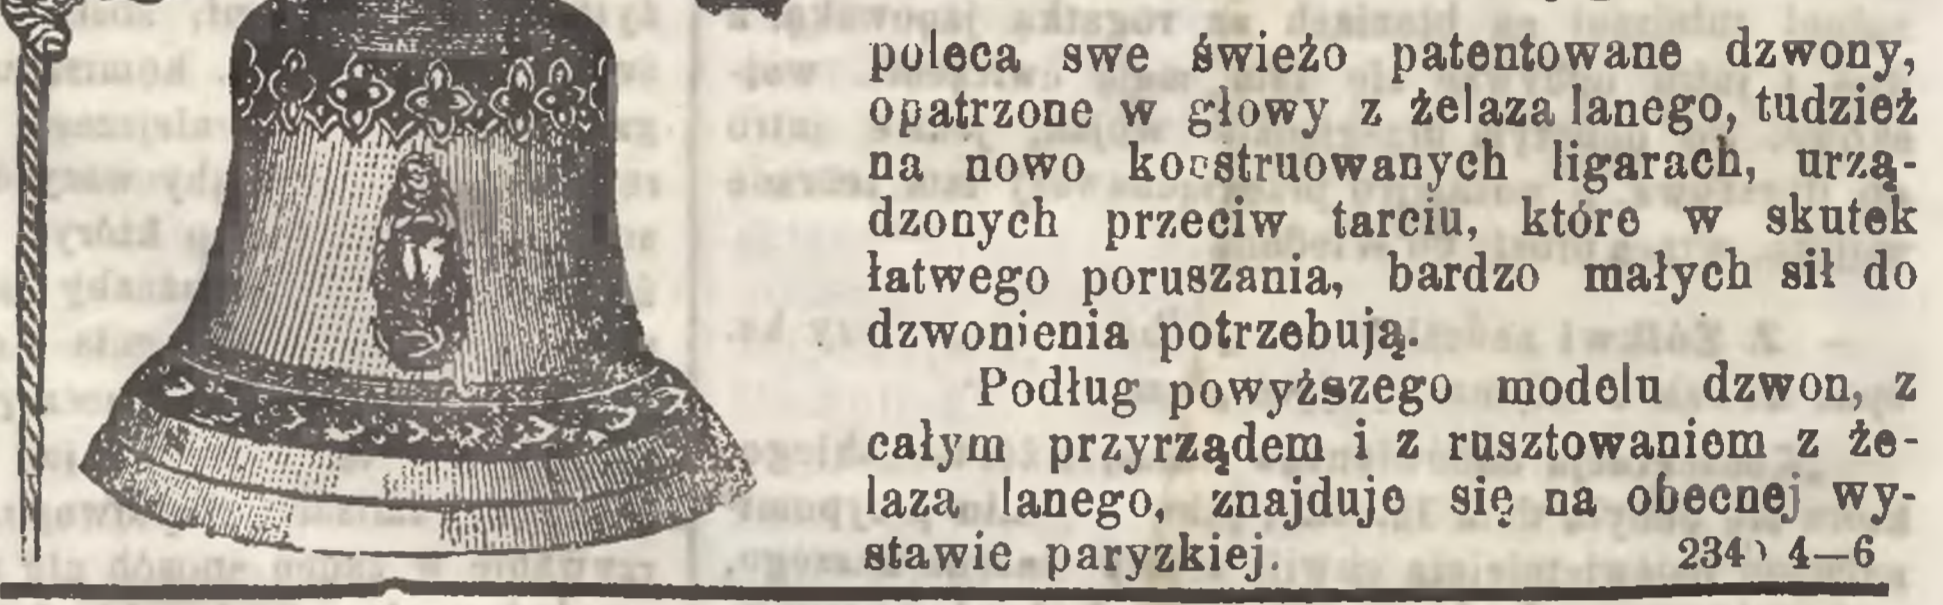 poleca swe świeżo patentowane dzwony,
opatrzone w głowy z żelaza lanego, tudzież
na nowo konstruowanych ligarach, urzą-
dzonych przeciw tarciu, które w skutek
łatwego poruszania, bardzo małych sił do
dzwonienia potrzebują.
Podług powyższego modelu dzwon, z
całym przyrządem i z rusztowaniem z że-
laza lanego, znajduje się na obecnej wy-
stawie paryzkiej.
4—6